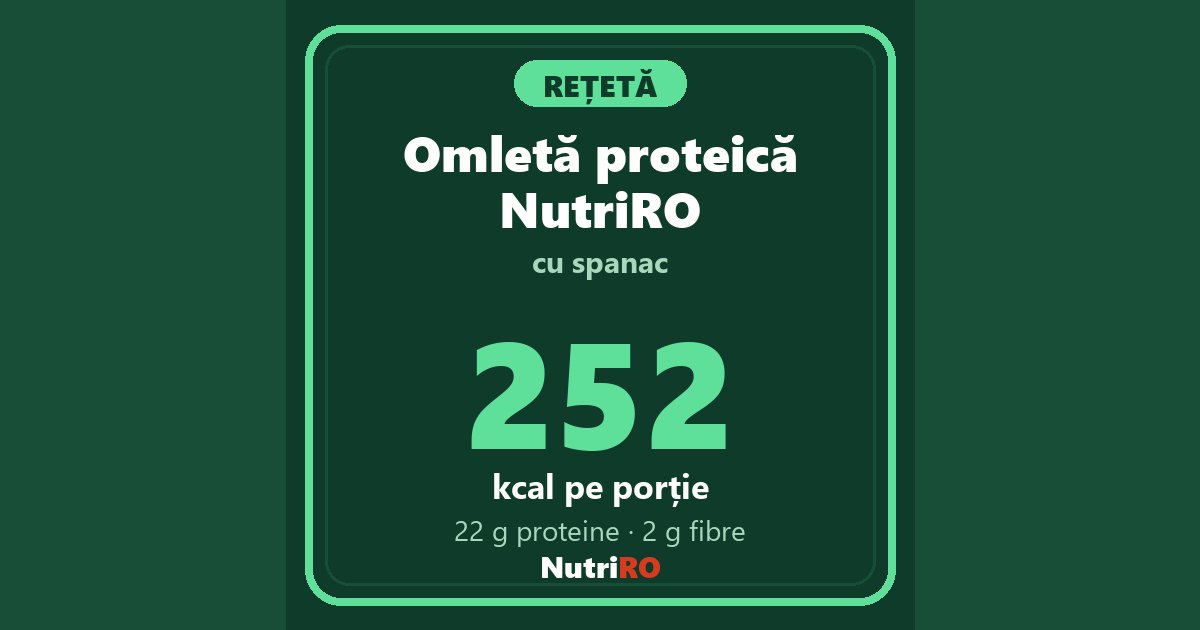 REȚETĂ
Omletă proteică
NutriRO
cu spanac
252
kcal pe porție
22 g proteine · 2 g fibre
NutriRO